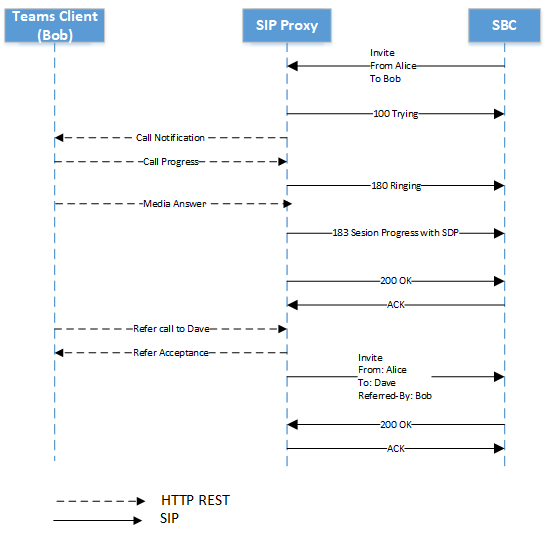 Teams Client
(Bob)
SIP Proxy
SBC
Invite
From Alice
To Bob
100 Trying
Call Notification
Call Progress
180 Ringing
Media Answer
183 Sesion Progress with SDP
200 OK
ACK
Refer call to Dave
Refer Acceptance
Invite
From: Alice
To: Dave
Referred-By: Bob
200 OK
ACK
HTTP REST
SIP